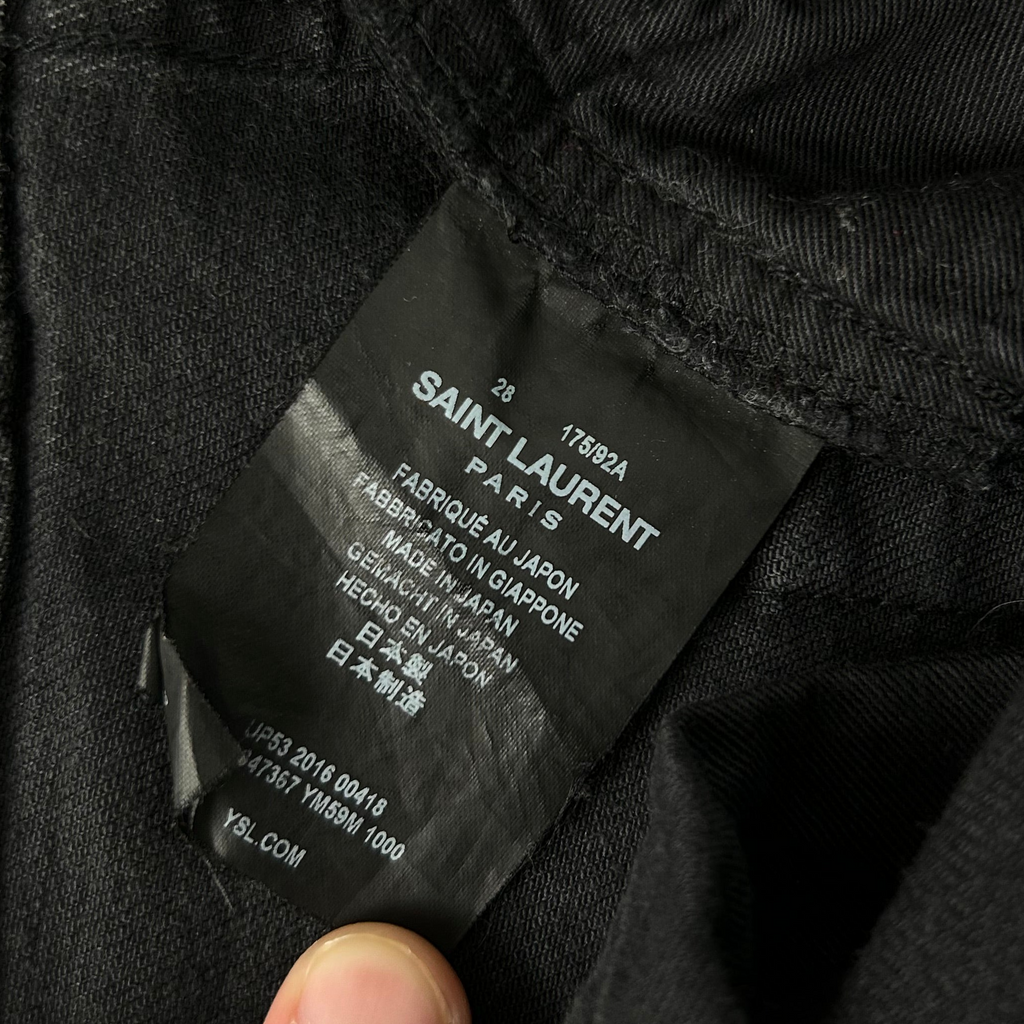 28 175/92A
SAINT LAURENT
PARIS
FABRIQUÉ AU JAPON
FABBRICATO IN GIAPPONE
MADE IN JAPAN
GEMACHT IN JAPAN
HECHO EN JAPON
日本製
日本制造
JP53 2016 00418
YM59M 1000
YSL.COM